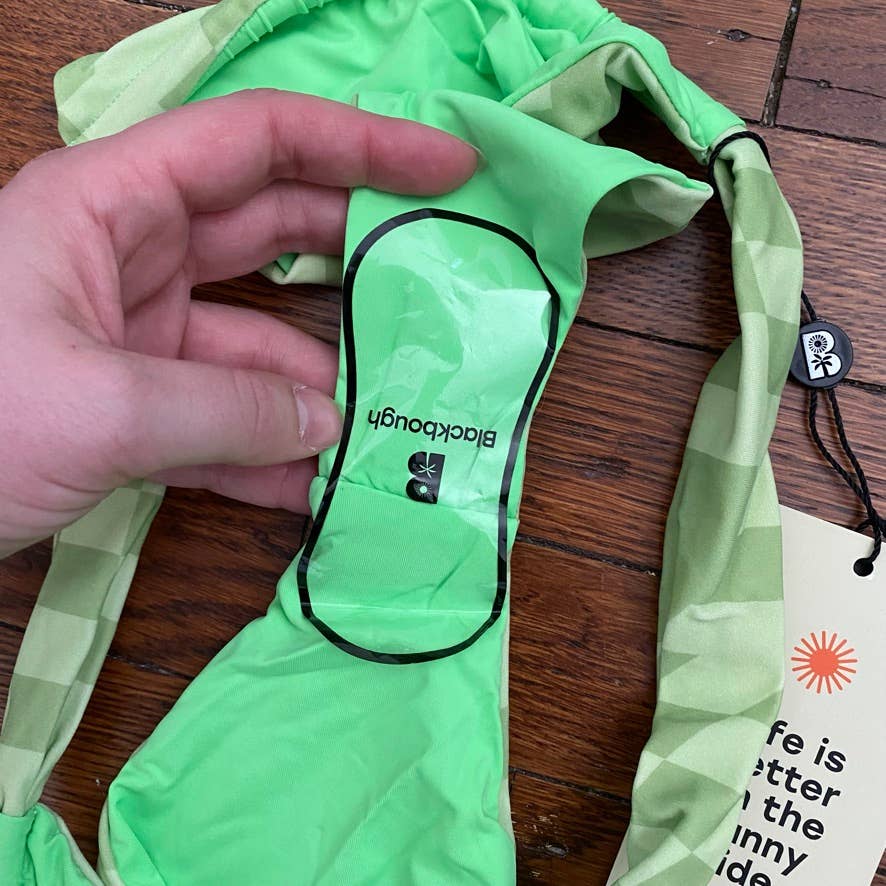 Blackbough
fe is
etter
n the
unny
ide